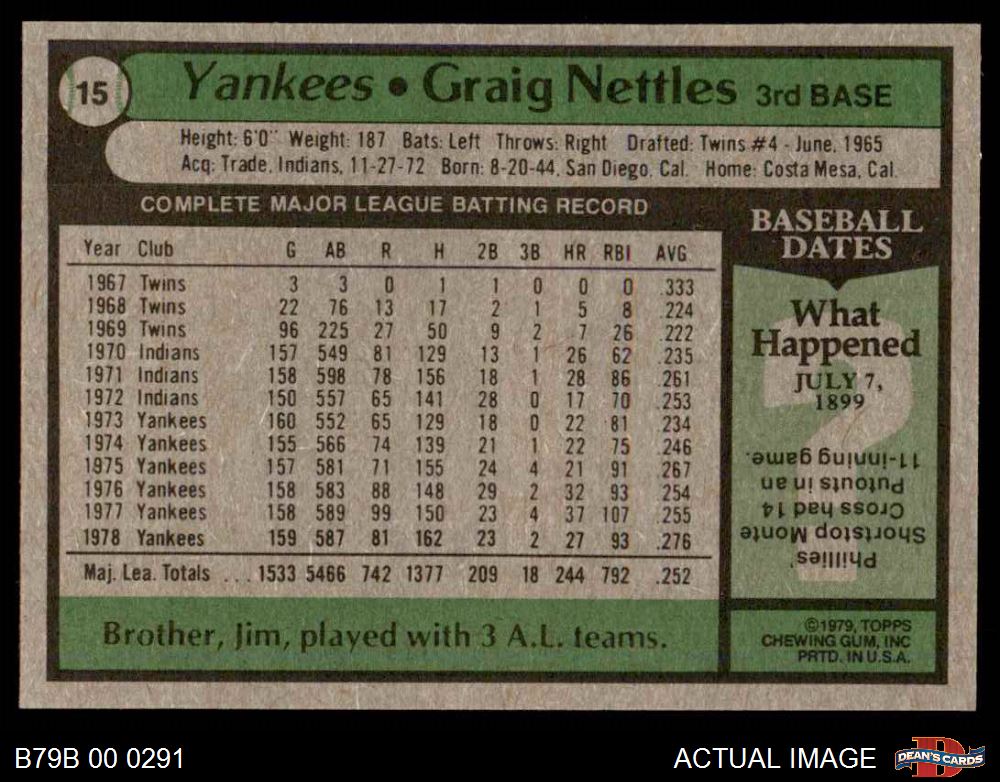 15
Yankees • Graig Nettles 3rd BASE
Height: 6'0" Weight: 187 Bats: Left Throws: Right Drafted: Twins #4 - June, 1965
Acq: Trade, Indians, 11-27-72 Born: 8-20-44, San Diego, Cal. Home: Costa Mesa, Cal.
COMPLETE MAJOR LEAGUE BATTING RECORD
Year Club G AB R H 2B 3B HR RBI AVG
1967 Twins 3 3 0 1 1 0 0 0 .333
1968 Twins 22 76 13 17 2 1 5 8 .224
1969 Twins 96 225 27 50 9 2 7 26 .222
1970 Indians 157 549 81 129 13 1 26 62 .235
1971 Indians 158 598 78 156 18 1 28 86 .261
1972 Indians 150 557 65 141 28 0 17 70 .253
1973 Yankees 160 552 65 129 18 0 22 81 .234
1974 Yankees 155 566 74 139 21 1 22 75 .246
1975 Yankees 157 581 71 155 24 4 21 91 .267
1976 Yankees 158 583 88 148 29 2 32 93 .254
1977 Yankees 158 589 99 150 23 4 37 107 .255
1978 Yankees 159 587 81 162 23 2 27 93 .276
Maj. Lea. Totals ... 1533 5466 742 1377 209 18 244 792 .252
Brother, Jim, played with 3 A.L. teams.
BASEBALL
DATES
What
Happened
JULY 7,
1899
?
Phillies'
Shortstop Monte
Cross had 14
Putouts in an
11-inning game.
©1979, TOPPS
CHEWING GUM, INC
PRTD. IN U.S.A.
B79B 00 0291
ACTUAL IMAGE
D
DEAN'S CARDS